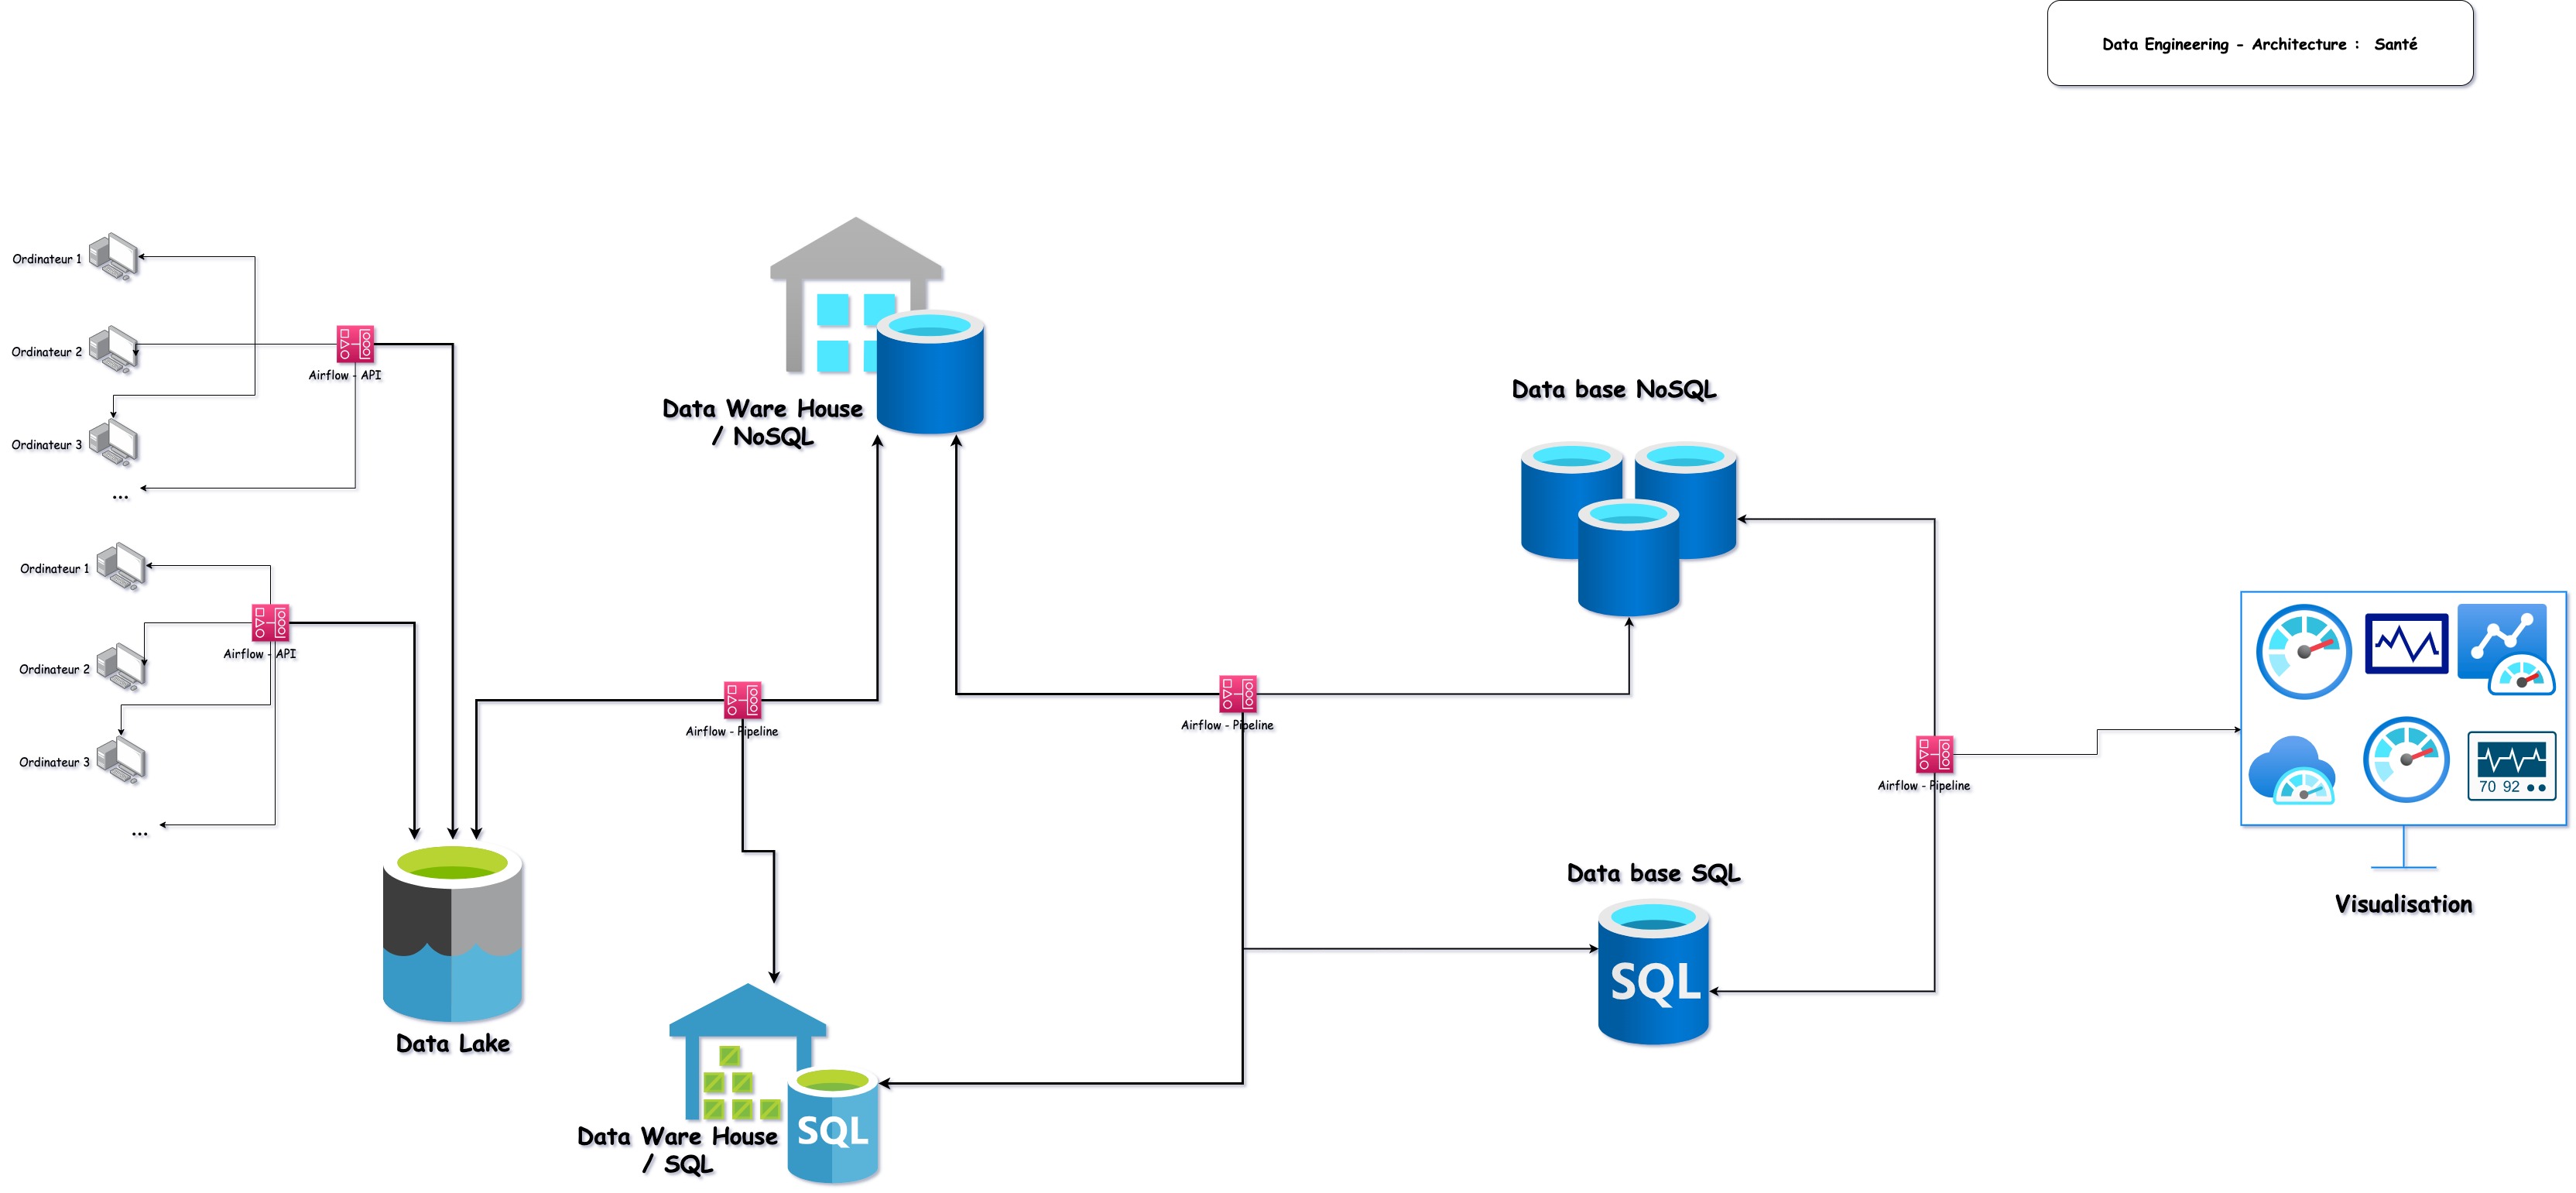 Data Engineering - Architecture : Santé
Ordinateur 1
Ordinateur 2
Airflow - API
Ordinateur 3
...
Data Ware House
/ NoSQL
Data base NoSQL
Ordinateur 1
Airflow - API
Ordinateur 2
Ordinateur 3
...
Airflow - Pipeline
Airflow - Pipeline
Airflow - Pipeline
70 92
Visualisation
Data base SQL
SQL
Data Lake
Data Ware House
/ SQL
SQL